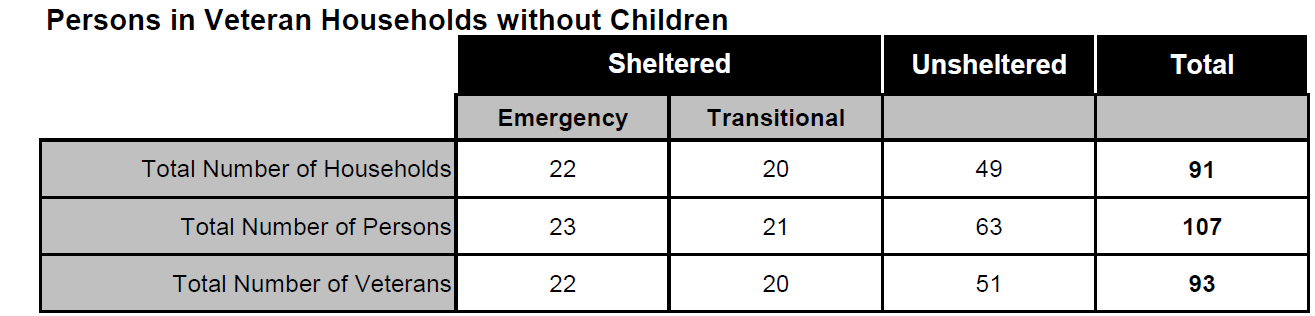 Persons in Veteran Households without Children
Sheltered Unsheltered Total
Emergency Transitional
Total Number of Households 22 20 49 91
Total Number of Persons 23 21 63 107
Total Number of Veterans 22 20 51 93